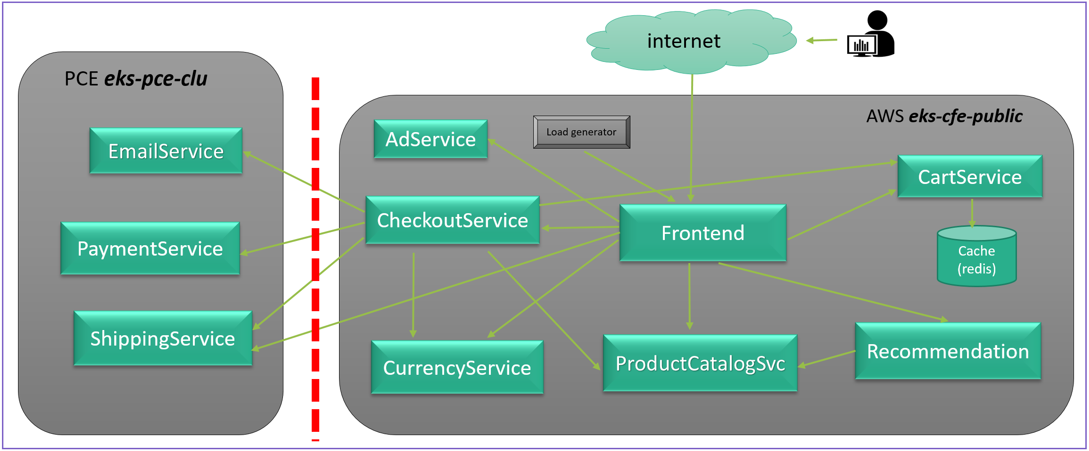 internet
PCE eks-pce-clu
AWS eks-cfe-public
EmailService
AdService
Load generator
CartService
CheckoutService
Frontend
PaymentService
Cache
(redis)
ShippingService
CurrencyService
ProductCatalogSvc
Recommendation